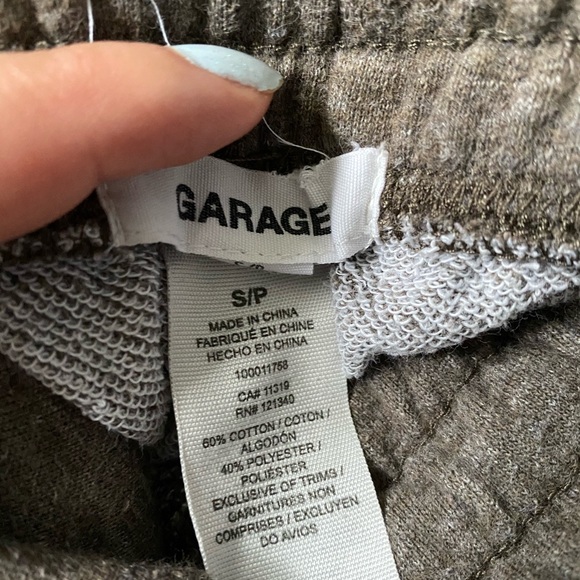 GARAGE
S/P
MADE IN CHINA
FABRIQUÉ EN CHINE
HECHO EN CHINA
100011758
CA# 11319
RN# 121340
60% COTTON / COTON /
ALGODÓN
40% POLYESTER /
POLIÉSTER
EXCLUSIVE OF TRIMS /
GARNITURES NON
COMPRISES / EXCLUYEN
DO AVIOS